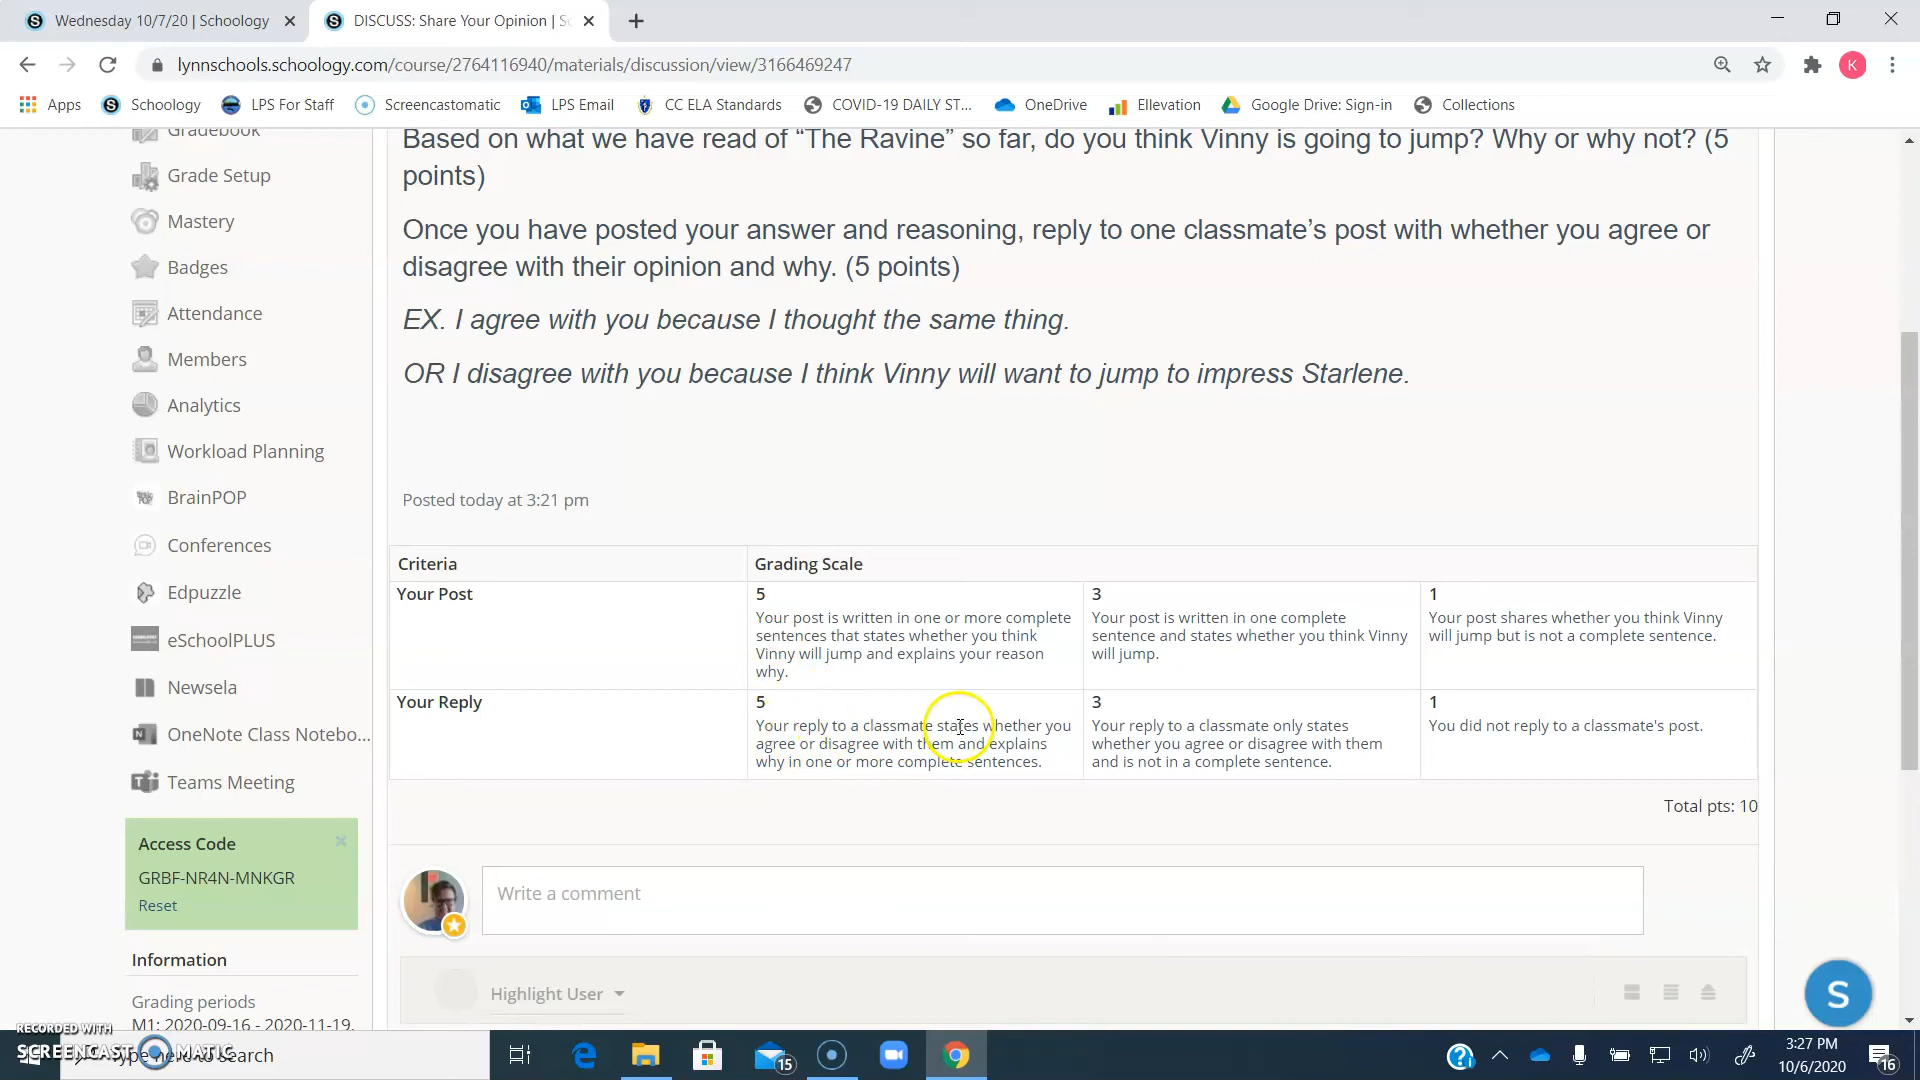 Wednesday 10/7/20 | Schoology
DISCUSS: Share Your Opinion | Sc
lynnschools.schoology.com/course/2764116940/materials/discussion/view/3166469247
K
Apps
Schoology
LPS For Staff
Screencastomatic
LPS Email
CC ELA Standards
COVID-19 DAILY ST...
OneDrive
Ellevation
Google Drive: Sign-in
Collections
Gradebook
Grade Setup
Mastery
Badges
Attendance
Members
Analytics
Workload Planning
BrainPOP
Conferences
Edpuzzle
eSchoolPLUS
Newsela
OneNote Class Notebo...
Teams Meeting
Access Code
GRBF-NR4N-MNKGR
Reset
Information
Grading periods
M1: 2020-09-16 - 2020-11-19,
Based on what we have read of “The Ravine” so far, do you think Vinny is going to jump? Why or why not? (5
points)
Once you have posted your answer and reasoning, reply to one classmate’s post with whether you agree or
disagree with their opinion and why. (5 points)
EX. I agree with you because I thought the same thing.
OR I disagree with you because I think Vinny will want to jump to impress Starlene.
Posted today at 3:21 pm
Criteria
Grading Scale
Your Post
5
Your post is written in one or more complete
sentences that states whether you think
Vinny will jump and explains your reason
why.
3
Your post is written in one complete
sentence and states whether you think Vinny
will jump.
1
Your post shares whether you think Vinny
will jump but is not a complete sentence.
Your Reply
5
Your reply to a classmate states whether you
agree or disagree with them and explains
why in one or more complete sentences.
3
Your reply to a classmate only states
whether you agree or disagree with them
and is not in a complete sentence.
1
You did not reply to a classmate's post.
Total pts: 10
Write a comment
Highlight User
S
RECORDED WITH
SCREENCAST MATIC
Type here to search
15
3:27 PM
10/6/2020
16